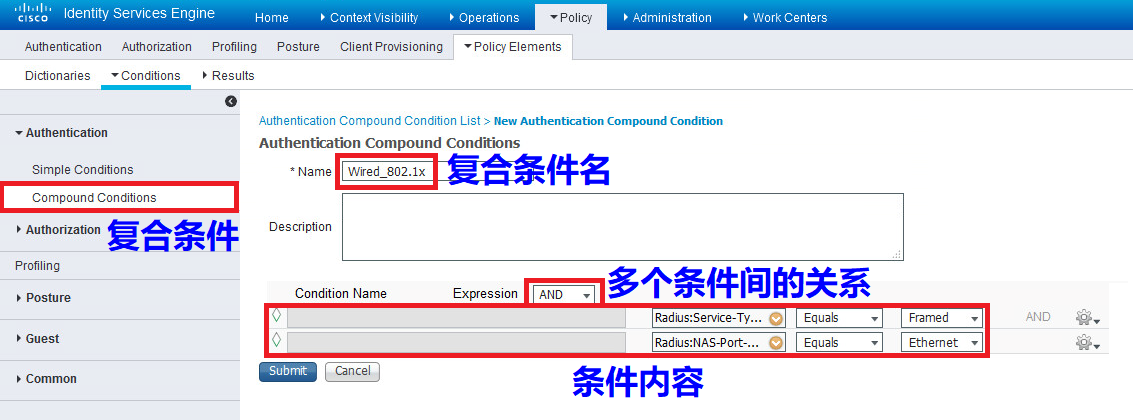 cisco Identity Services Engine Home Context Visibility Operations Policy Administration Work Centers
Authentication Authorization Profiling Posture Client Provisioning Policy Elements
Dictionaries Conditions Results
Authentication
Simple Conditions
Compound Conditions
复合条件
Authorization
Profiling
Posture
Guest
Common
Authentication Compound Condition List > New Authentication Compound Condition
Authentication Compound Conditions
* Name Wired_802.1x 复合条件名
Description
多个条件间的关系
Condition Name Expression AND
Radius:Service-Ty... Equals Framed AND
Radius:NAS-Port-... Equals Ethernet
Submit Cancel
条件内容